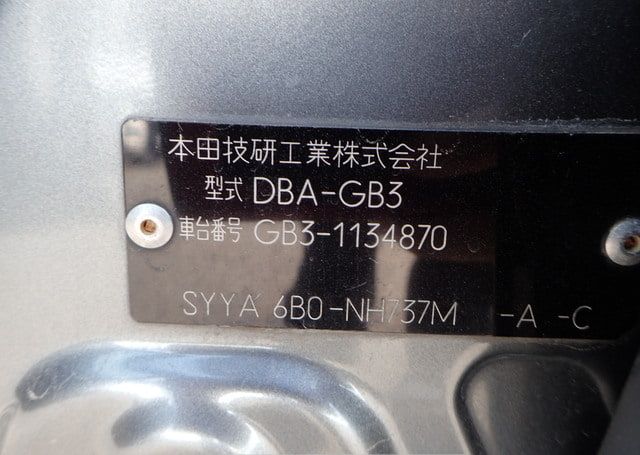 本田技研工業株式会社
型式 DBA-GB3
車台番号 GB3-1134870
SYYA 6B0-NH737M -A -C